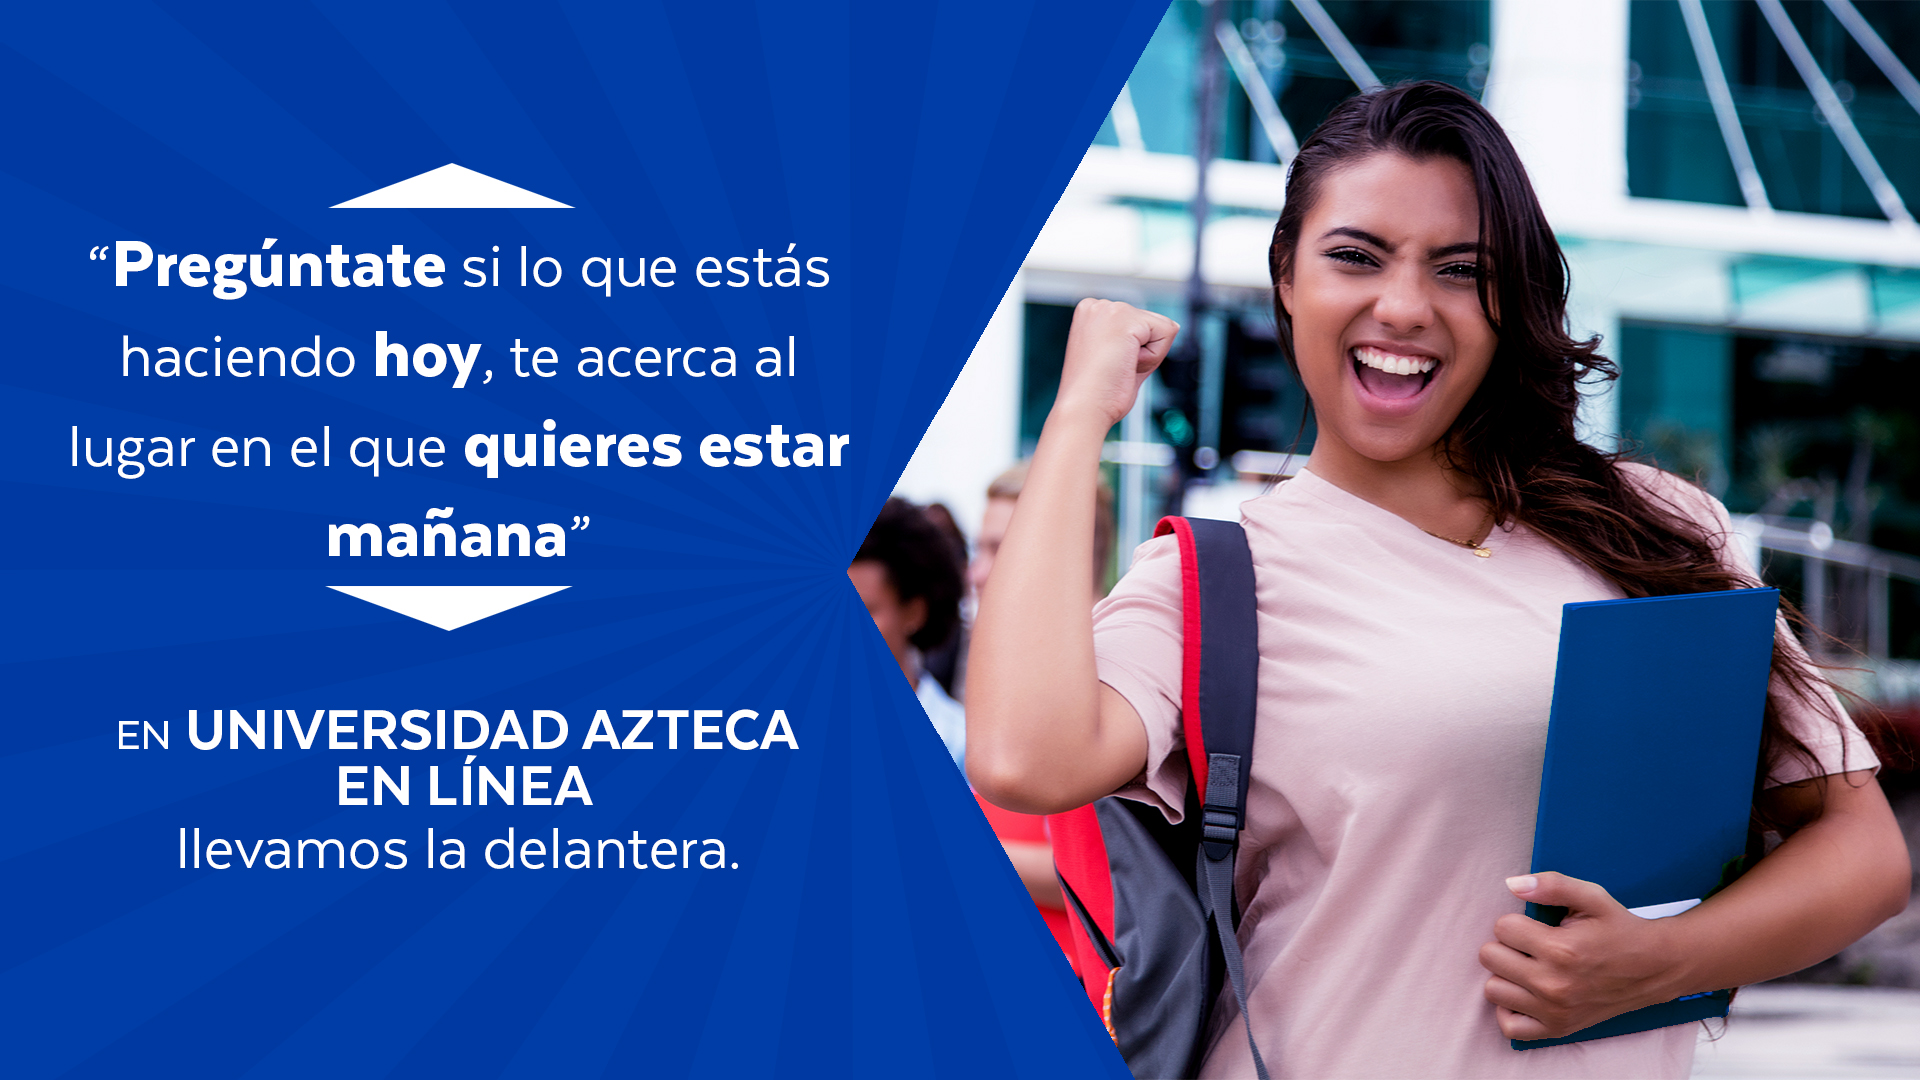 “Pregúntate si lo que estás
haciendo hoy, te acerca al
lugar en el que quieres estar
mañana”
EN UNIVERSIDAD AZTECA
EN LÍNEA
llevamos la delantera.